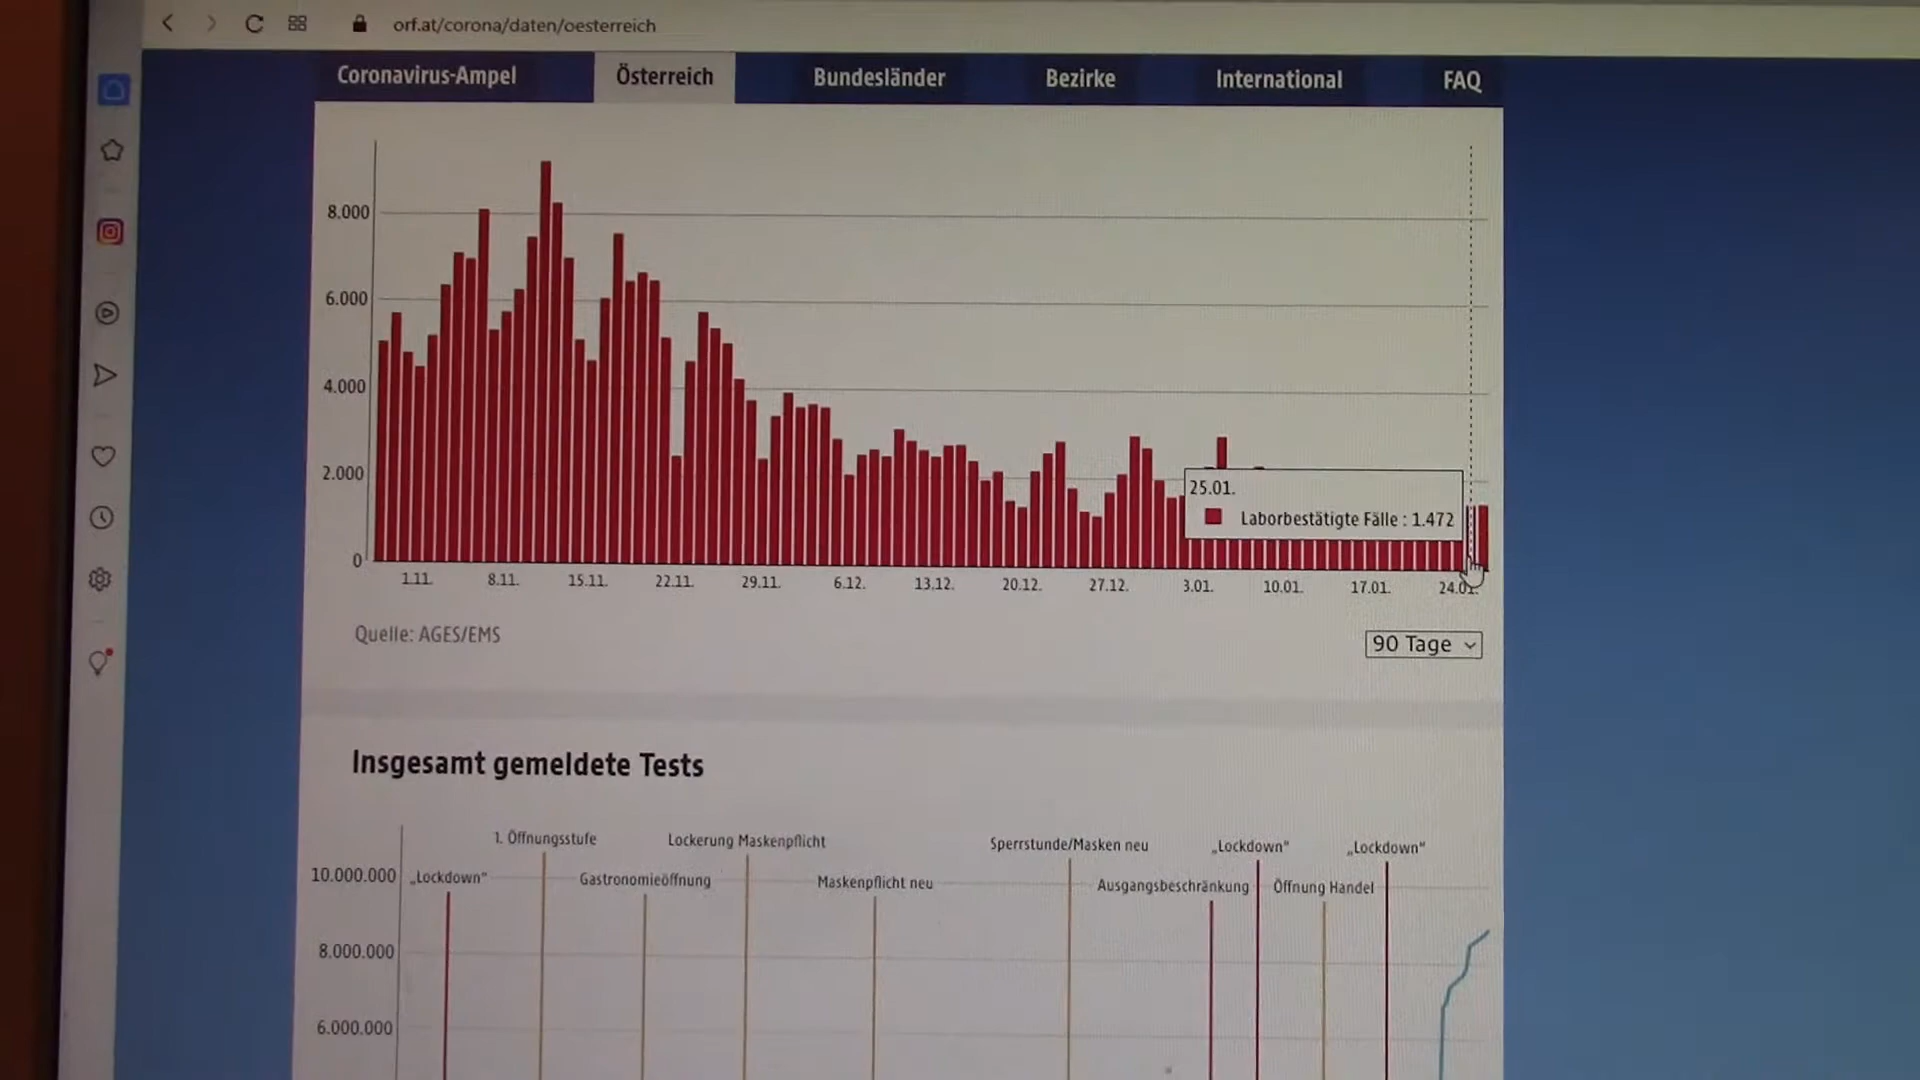 orf.at/corona/daten/oesterreich
Coronavirus-Ampel
Österreich
Bundesländer
Bezirke
International
FAQ
8.000
6.000
4.000
2.000
0
25.01.
Laborbestätigte Fälle : 1.472
1.11.
8.11.
15.11.
22.11.
29.11.
6.12.
13.12.
20.12.
27.12.
3.01.
10.01.
17.01.
24.01.
Quelle: AGES/EMS
90 Tage
Insgesamt gemeldete Tests
1. Öffnungsstufe
Lockerung Maskenpflicht
Sperrstunde/Masken neu
„Lockdown“
„Lockdown“
10.000.000
„Lockdown“
Gastronomieöffnung
Maskenpflicht neu
Ausgangsbeschränkung
Öffnung Handel
8.000.000
6.000.000